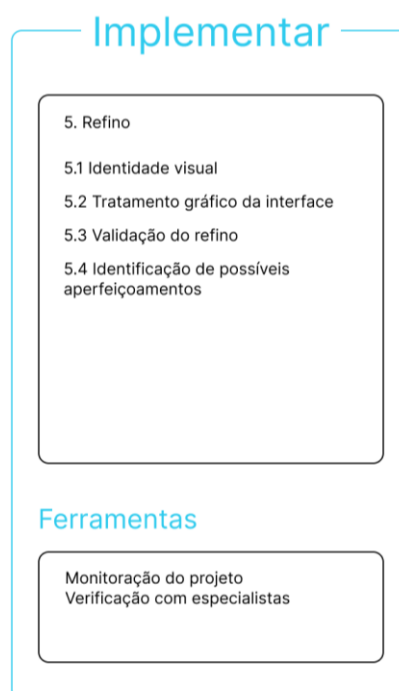 Implementar
5. Refino
5.1 Identidade visual
5.2 Tratamento gráfico da interface
5.3 Validação do refino
5.4 Identificação de possíveis
aperfeiçoamentos
Ferramentas
Monitoração do projeto
Verificação com especialistas